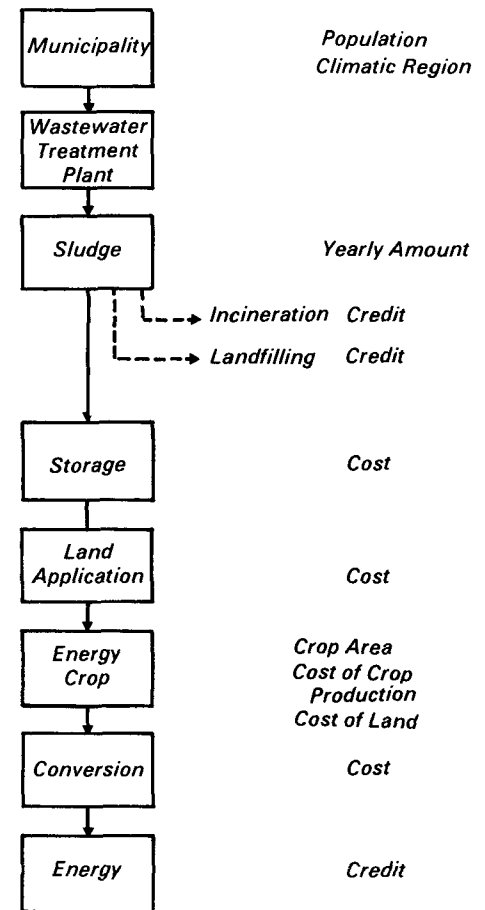 Municipality
Population
Climatic Region
Wastewater
Treatment
Plant
Sludge
Yearly Amount
Incineration Credit
Landfilling Credit
Storage
Cost
Land
Application
Cost
Energy
Crop
Crop Area
Cost of Crop
Production
Cost of Land
Conversion
Cost
Energy
Credit